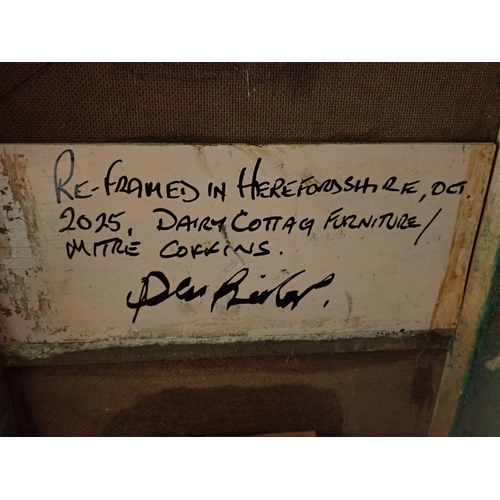 RE-FRAMED IN HEREFORDSHIRE, OCT.
2025, DAIRY COTTAG FURNITURE/
MITRE COFFINS.